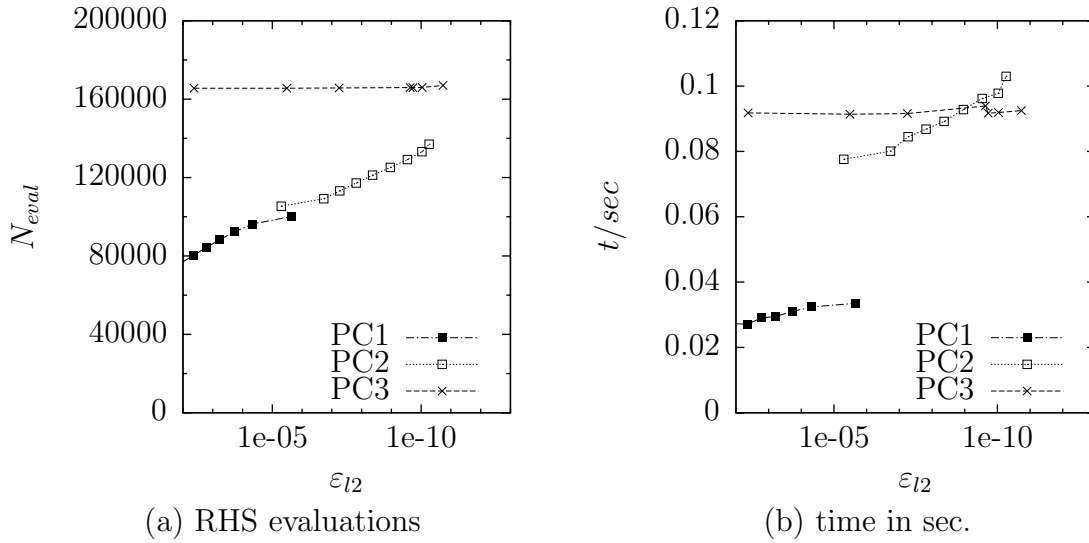 200000
160000
120000
80000
40000
0
N_eval
PC1
PC2
PC3
1e-05 1e-10
ε_l2
(a) RHS evaluations
0.12
0.1
0.08
0.06
0.04
0.02
0
t/sec
PC1
PC2
PC3
1e-05 1e-10
ε_l2
(b) time in sec.